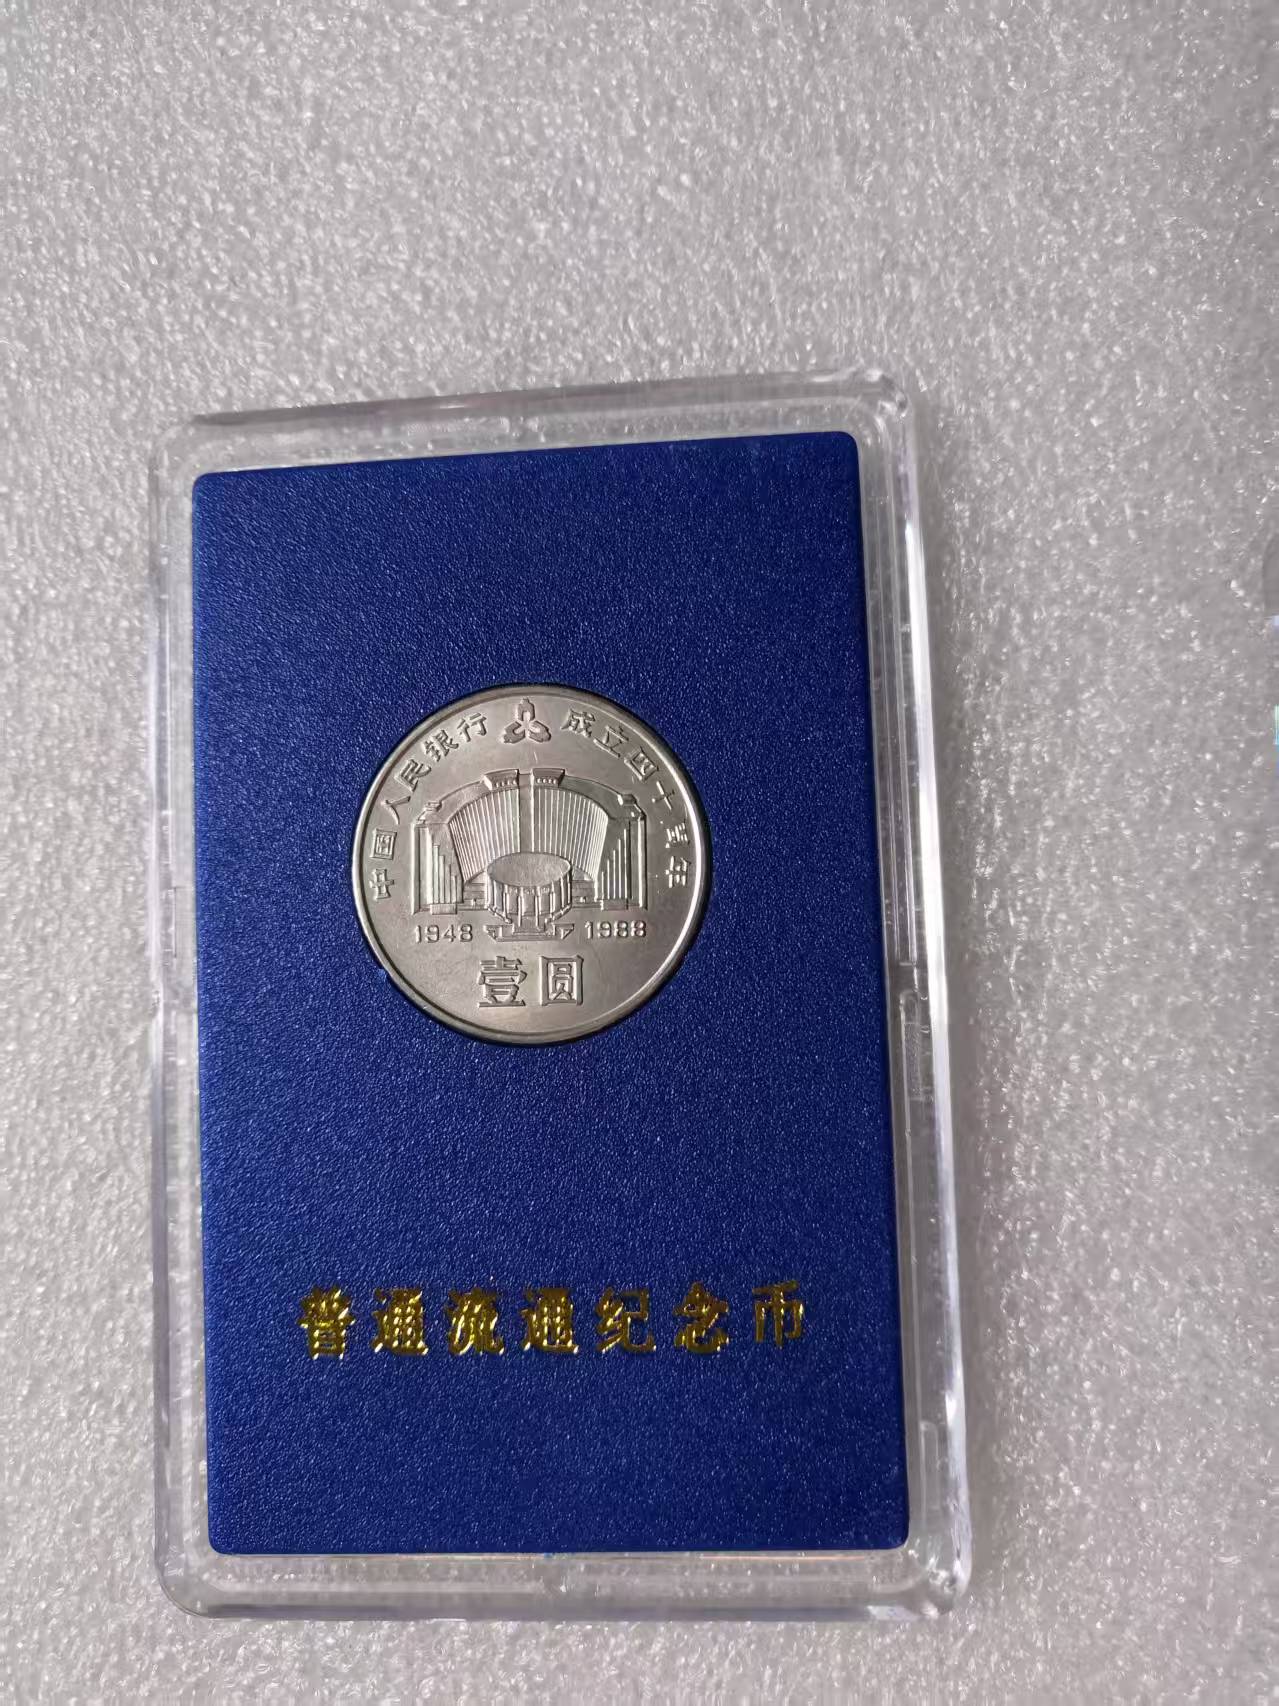 中国人民银行 成立四十周年
1948 1988
壹圆
普通流通纪念币